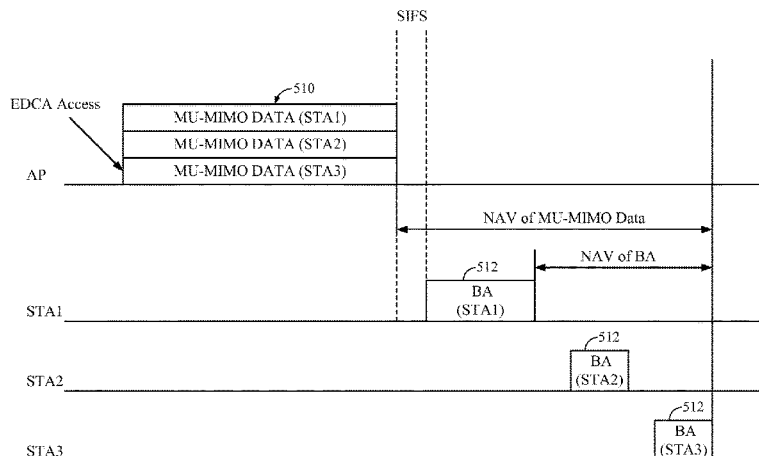 SIFS
510
EDCA Access
MU-MIMO DATA (STA1)
MU-MIMO DATA (STA2)
MU-MIMO DATA (STA3)
AP
NAV of MU-MIMO Data
NAV of BA
512
BA
(STA1)
STA1
512
BA
(STA2)
STA2
512
BA
(STA3)
STA3